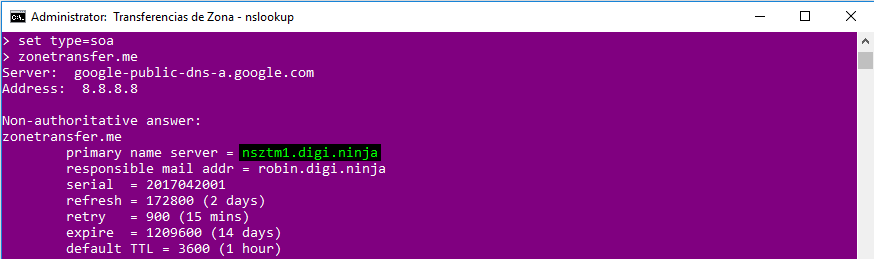 Administrator: Transferencias de Zona - nslookup
> set type=soa
> zonetransfer.me
Server:  google-public-dns-a.google.com
Address:  8.8.8.8

Non-authoritative answer:
zonetransfer.me
        primary name server = nsztm1.digi.ninja
        responsible mail addr = robin.digi.ninja
        serial  = 2017042001
        refresh = 172800 (2 days)
        retry   = 900 (15 mins)
        expire  = 1209600 (14 days)
        default TTL = 3600 (1 hour)